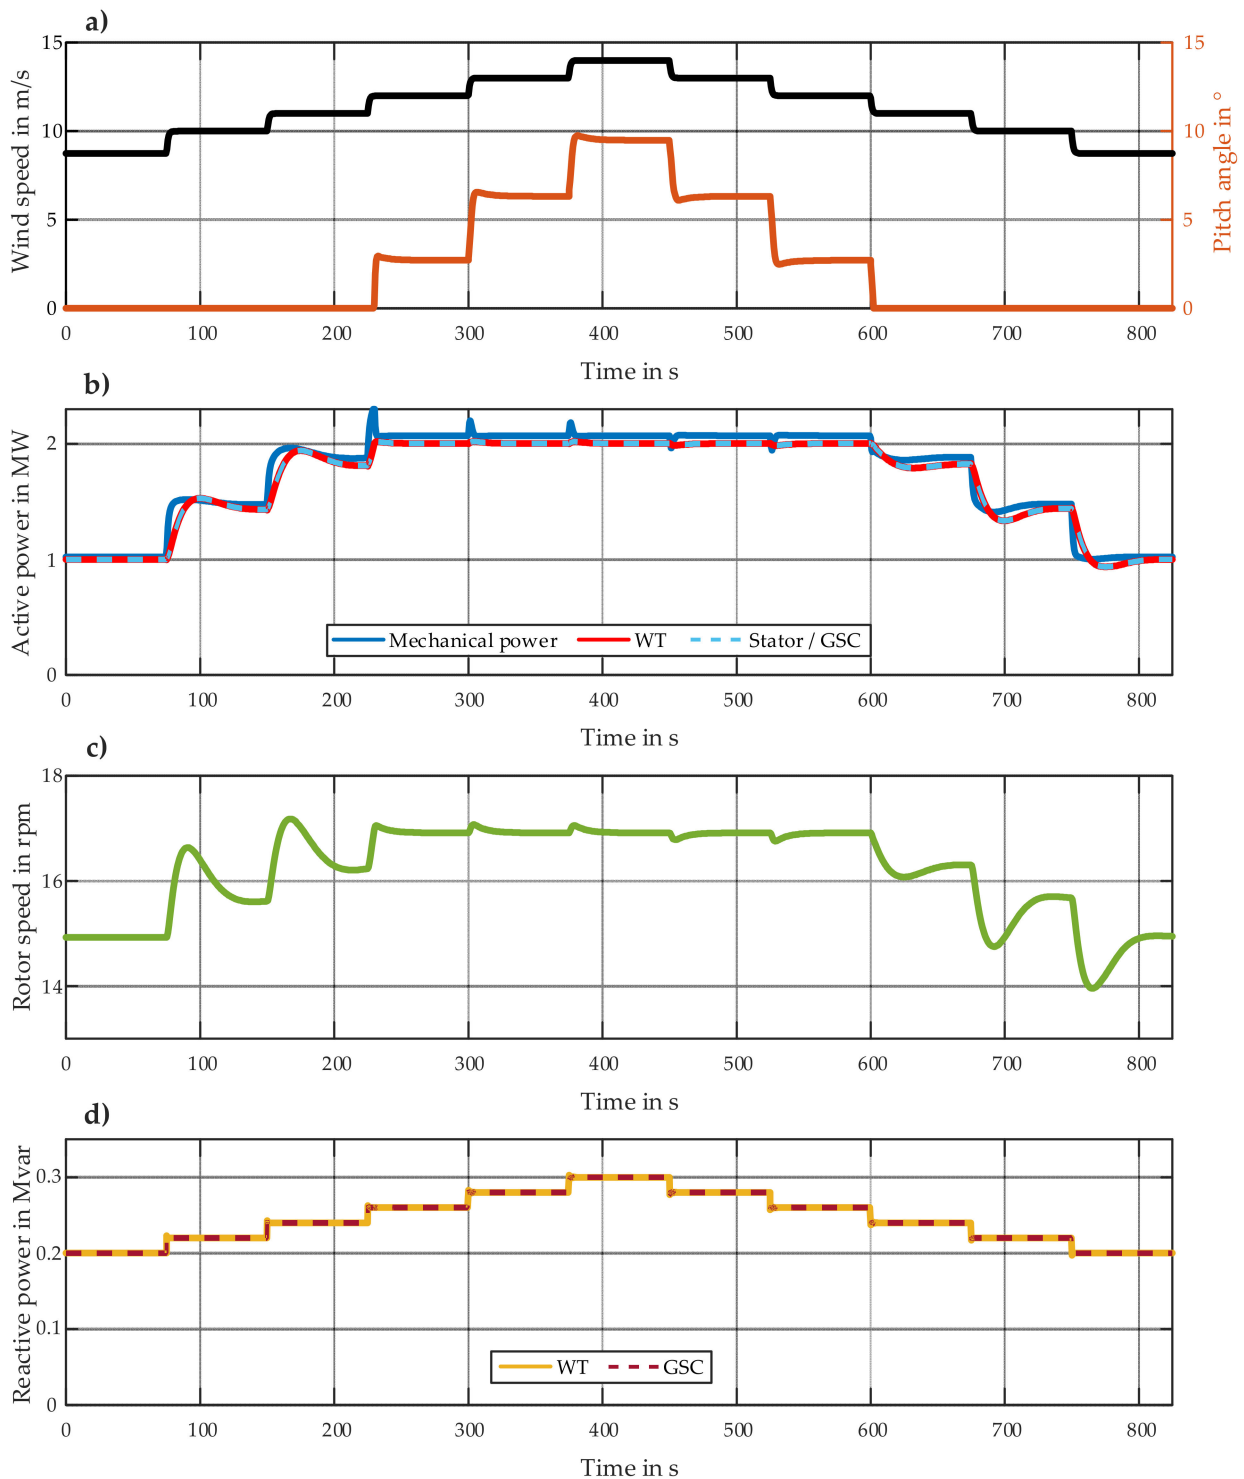 a)
Wind speed in m/s
15
10
5
0
15
10
5
0
Pitch angle in °
0 100 200 300 400 500 600 700 800
Time in s
b)
Active power in MW
2
1
0
Mechanical power WT Stator / GSC
0 100 200 300 400 500 600 700 800
Time in s
c)
Rotor speed in rpm
18
16
14
0 100 200 300 400 500 600 700 800
Time in s
d)
Reactive power in Mvar
0.3
0.2
0.1
0
WT GSC
0 100 200 300 400 500 600 700 800
Time in s